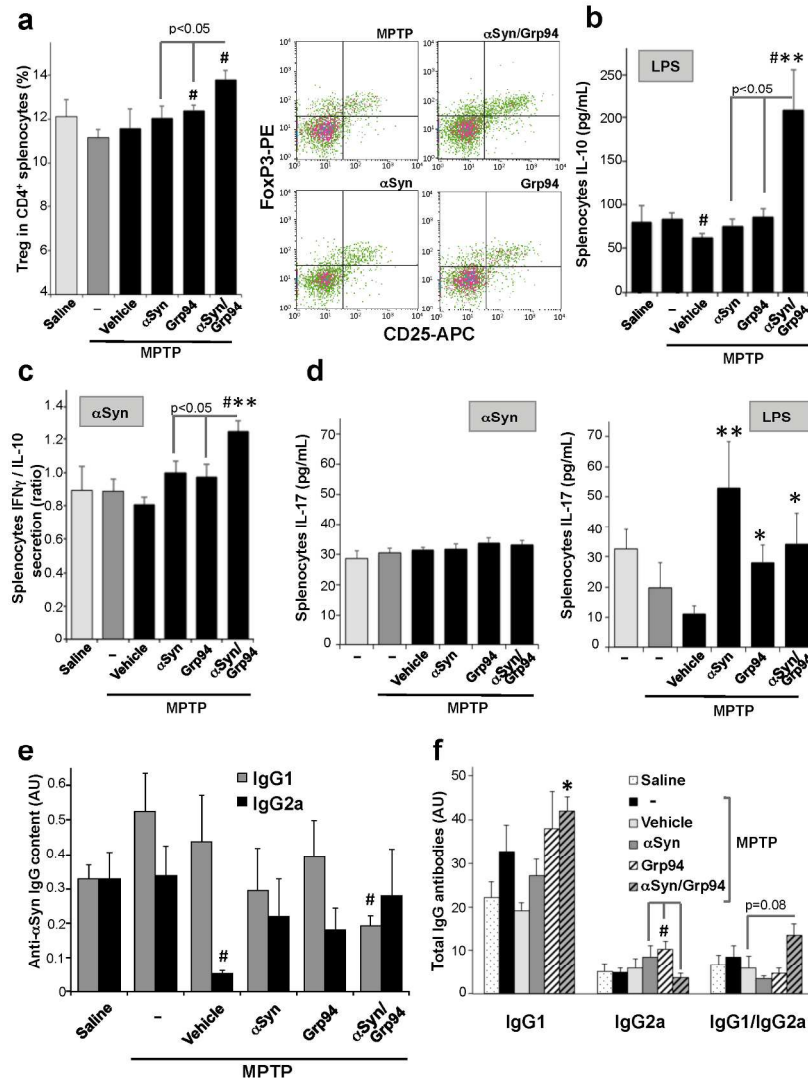 a
p<0.05
#
#
Treg in CD4+ splenocytes (%)
14
12
10
8
6
4
Saline
–
Vehicle
αSyn
Grp94
αSyn/
Grp94
MPTP
MPTP
αSyn/Grp94
αSyn
Grp94
FoxP3-PE
CD25-APC
b
LPS
#**
p<0.05
#
Splenocytes IL-10 (pg/mL)
250
200
150
100
50
0
Saline
–
Vehicle
αSyn
Grp94
αSyn/
Grp94
MPTP
c
αSyn
p<0.05
#**
Splenocytes IFNγ / IL-10
secretion (ratio)
1.4
1.2
1.0
0.8
0.6
0.4
0.2
0
Saline
–
Vehicle
αSyn
Grp94
αSyn/
Grp94
MPTP
d
αSyn
Splenocytes IL-17 (pg/mL)
70
60
50
40
30
20
10
0
–
–
Vehicle
αSyn
Grp94
αSyn/
Grp94
MPTP
LPS
**
*
*
Splenocytes IL-17 (pg/mL)
70
60
50
40
30
20
10
0
–
–
Vehicle
αSyn
Grp94
αSyn/
Grp94
MPTP
e
IgG1
IgG2a
#
#
Anti-αSyn IgG content (AU)
0.6
0.5
0.4
0.3
0.2
0.1
0
Saline
–
Vehicle
αSyn
Grp94
αSyn/
Grp94
MPTP
f
Saline
–
Vehicle
αSyn
Grp94
αSyn/Grp94
MPTP
*
#
p=0.08
Total IgG antibodies (AU)
50
40
30
20
10
0
IgG1
IgG2a
IgG1/IgG2a